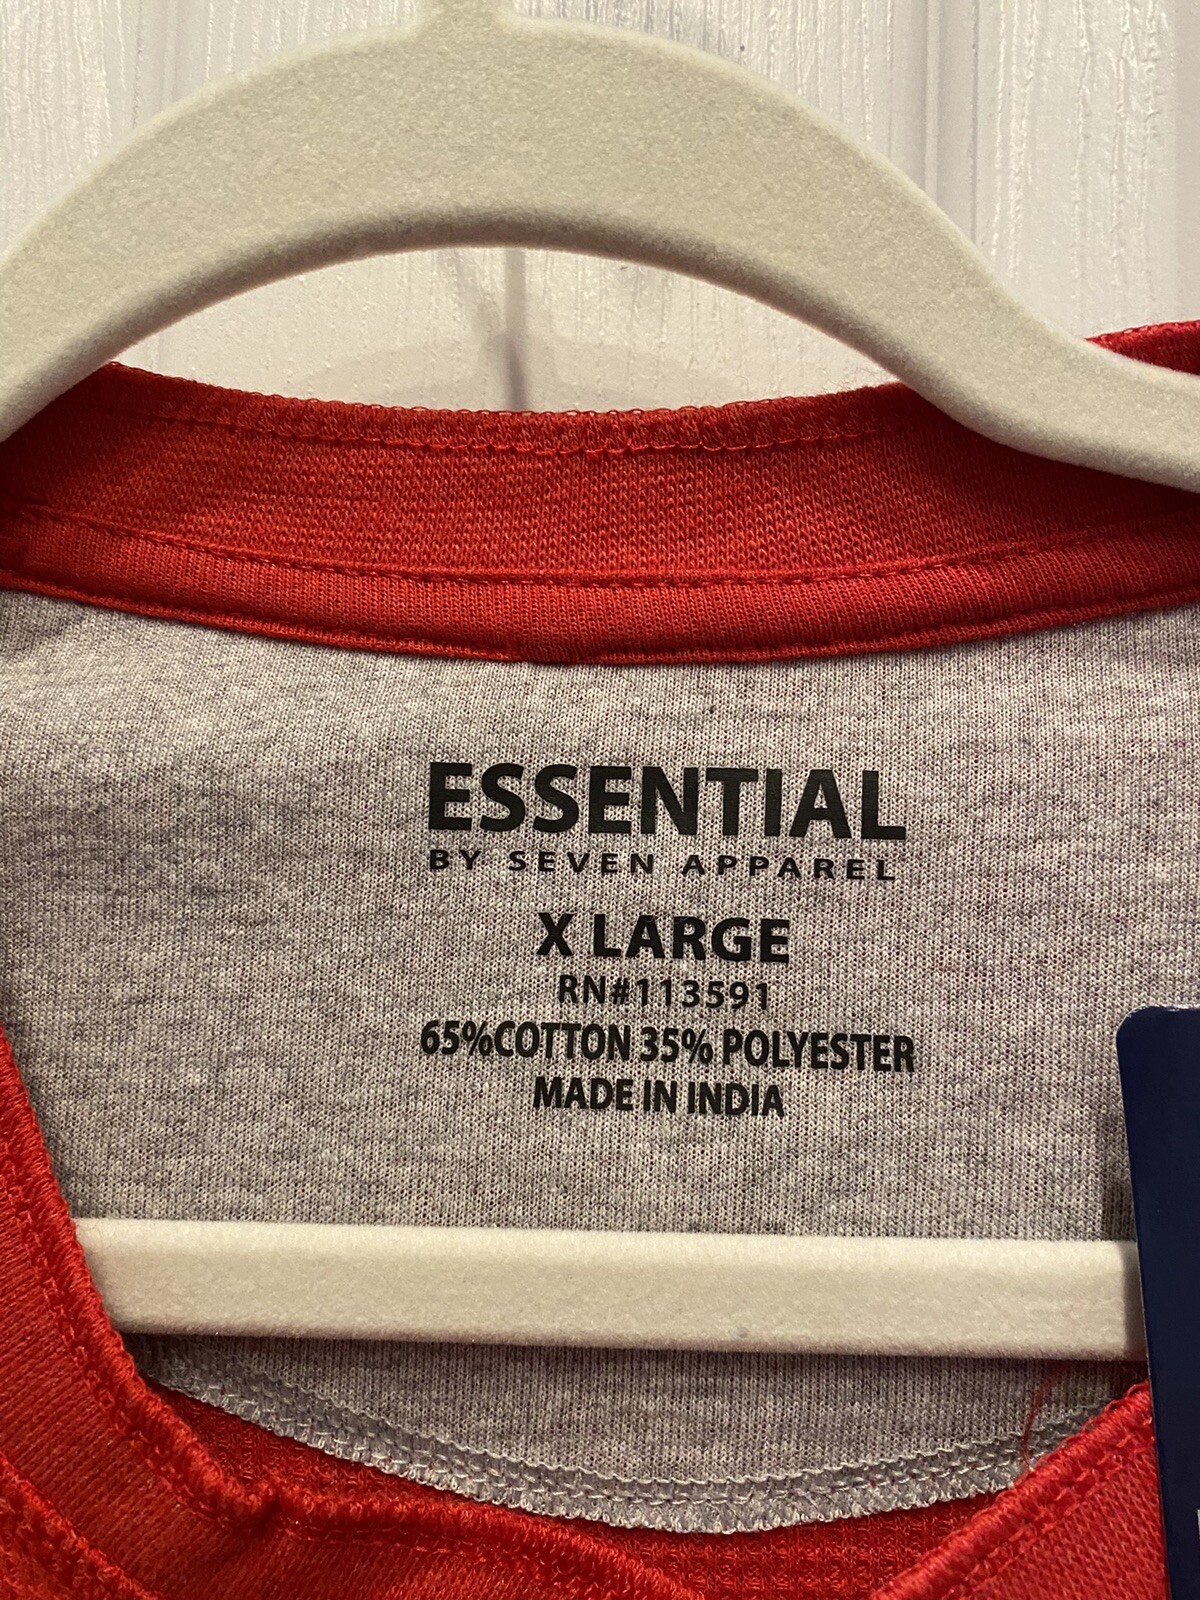 ESSENTIAL
BY SEVEN APPAREL
X LARGE
RN#113591
65%COTTON 35% POLYESTER
MADE IN INDIA